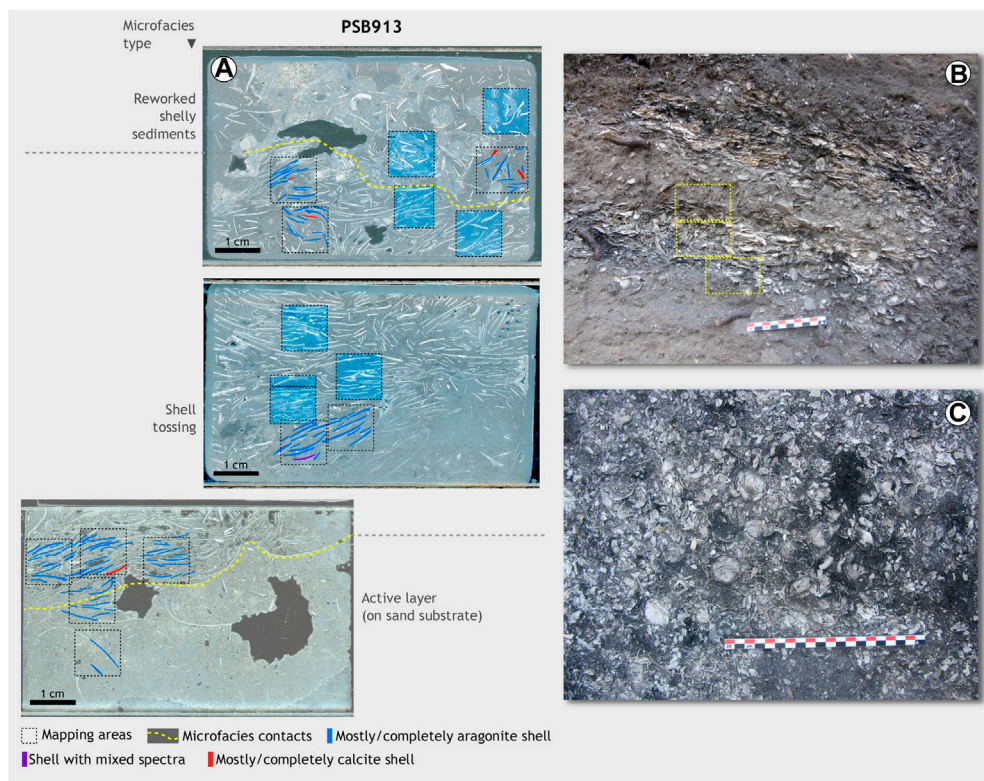 Microfacies
type
PSB913
A
B
Reworked
shelly
sediments
1 cm
Shell
tossing
1 cm
C
Active layer
(on sand substrate)
1 cm
Mapping areas
Microfacies contacts
Mostly/completely aragonite shell
Shell with mixed spectra
Mostly/completely calcite shell